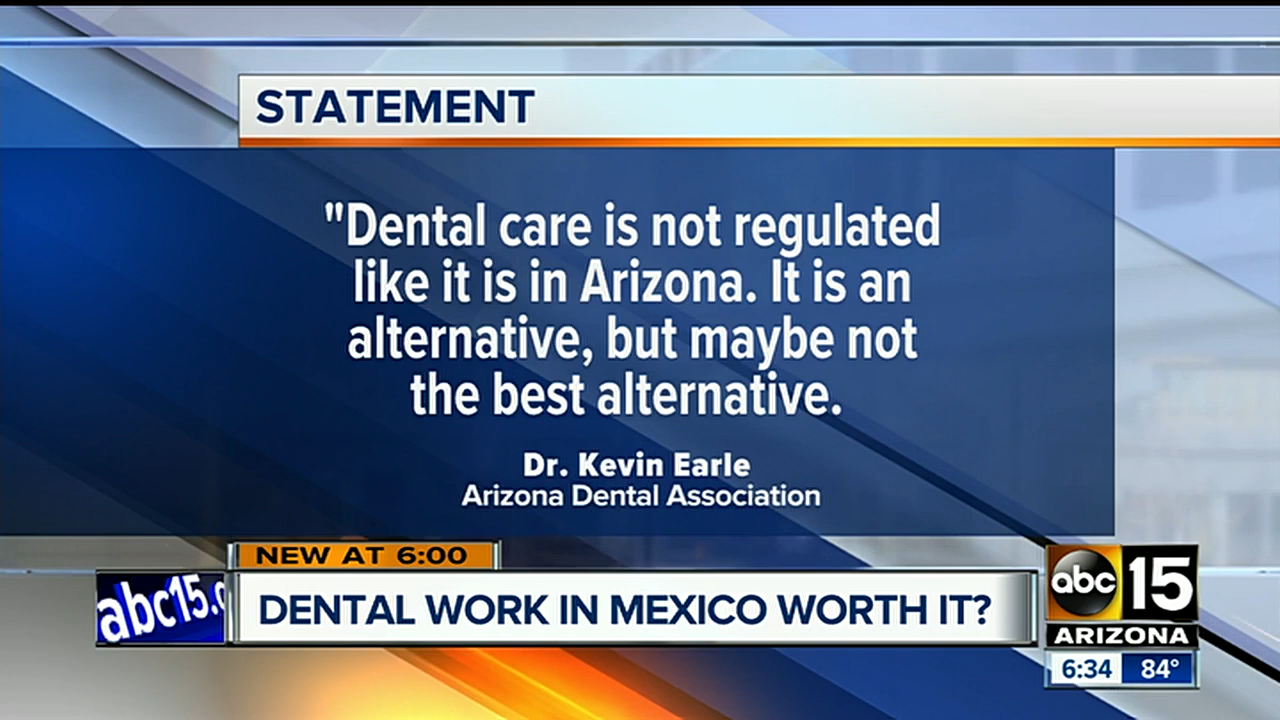 STATEMENT
"Dental care is not regulated
like it is in Arizona. It is an
alternative, but maybe not
the best alternative.
Dr. Kevin Earle
Arizona Dental Association
NEW AT 6:00
abc15.
DENTAL WORK IN MEXICO WORTH IT?
abc 15
ARIZONA
6:34 84°